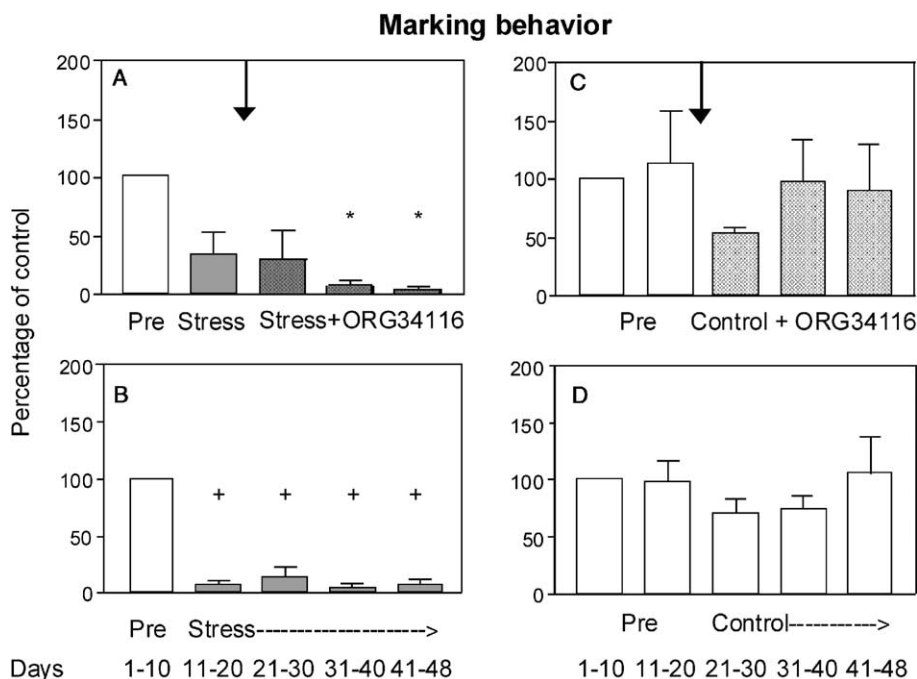 Marking behavior
Percentage of control
A
200
150
100
50
0
*
*
Pre Stress Stress+ORG34116
C
200
150
100
50
0
Pre Control + ORG34116
B
200
150
100
50
0
+
+
+
+
Pre Stress------------------------>
D
200
150
100
50
0
Pre Control------------>
Days 1-10 11-20 21-30 31-40 41-48 1-10 11-20 21-30 31-40 41-48